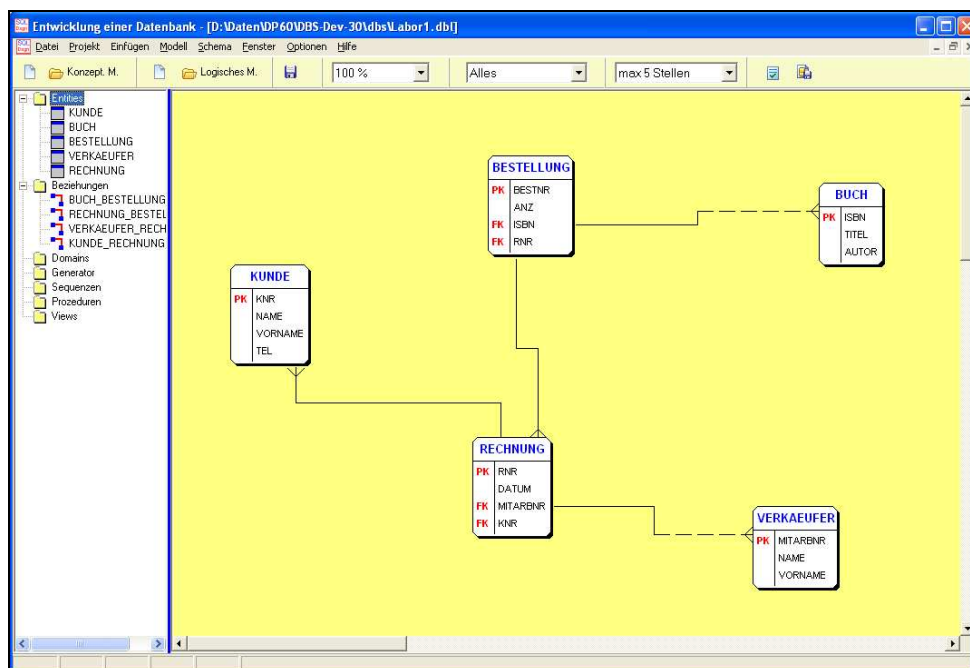 Entwicklung einer Datenbank - [D:\Daten\DP60\DBS-Dev-30\dbs\Labor1.dbl]
Datei Projekt Einfügen Modell Schema Fenster Optionen Hilfe
Konzept. M. Logisches M. 100 % Alles max 5 Stellen
Entities
KUNDE
BUCH
BESTELLUNG
VERKAEUFER
RECHNUNG
Beziehungen
BUCH_BESTELLUNG
RECHNUNG_BESTEL
VERKAEUFER_RECH
KUNDE_RECHNUNG
Domains
Generator
Sequenzen
Prozeduren
Views
BESTELLUNG
PK BESTNR
ANZ
FK ISBN
FK RNR
BUCH
PK ISBN
TITEL
AUTOR
KUNDE
PK KNR
NAME
VORNAME
TEL
RECHNUNG
PK RNR
DATUM
FK MITARBNR
FK KNR
VERKAEUFER
PK MITARBNR
NAME
VORNAME